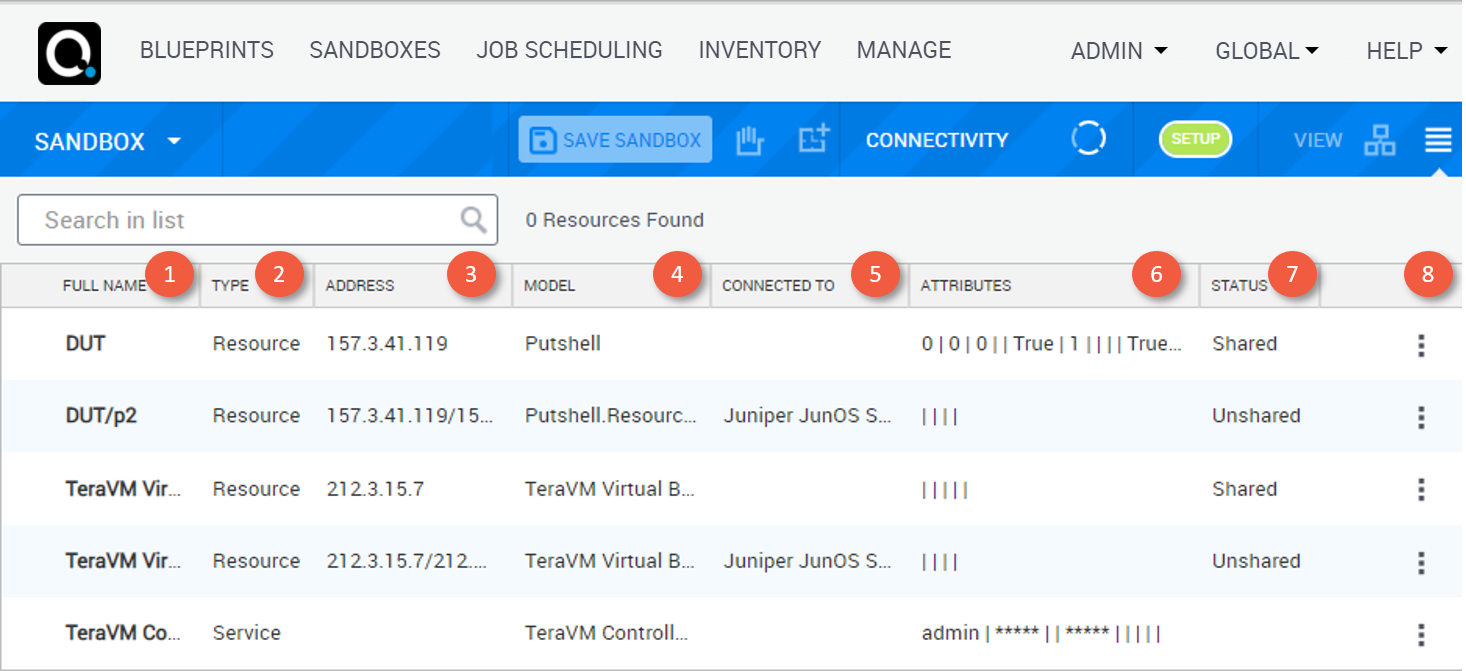 BLUEPRINTS SANDBOXES JOB SCHEDULING INVENTORY MANAGE ADMIN GLOBAL HELP
SANDBOX SAVE SANDBOX CONNECTIVITY SETUP VIEW
Search in list 0 Resources Found
FULL NAME 1 TYPE 2 ADDRESS 3 MODEL 4 CONNECTED TO 5 ATTRIBUTES 6 STATUS 7 8
DUT Resource 157.3.41.119 Putshell 0 | 0 | 0 | | True | 1 | | | | True... Shared
DUT/p2 Resource 157.3.41.119/15... Putshell.Resourc... Juniper JunOS S... | | | | Unshared
TeraVM Vir... Resource 212.3.15.7 TeraVM Virtual B... | | | | | Shared
TeraVM Vir... Resource 212.3.15.7/212.... TeraVM Virtual B... Juniper JunOS S... | | | | Unshared
TeraVM Co... Service TeraVM Controll... admin | ***** | | ***** | | | | |